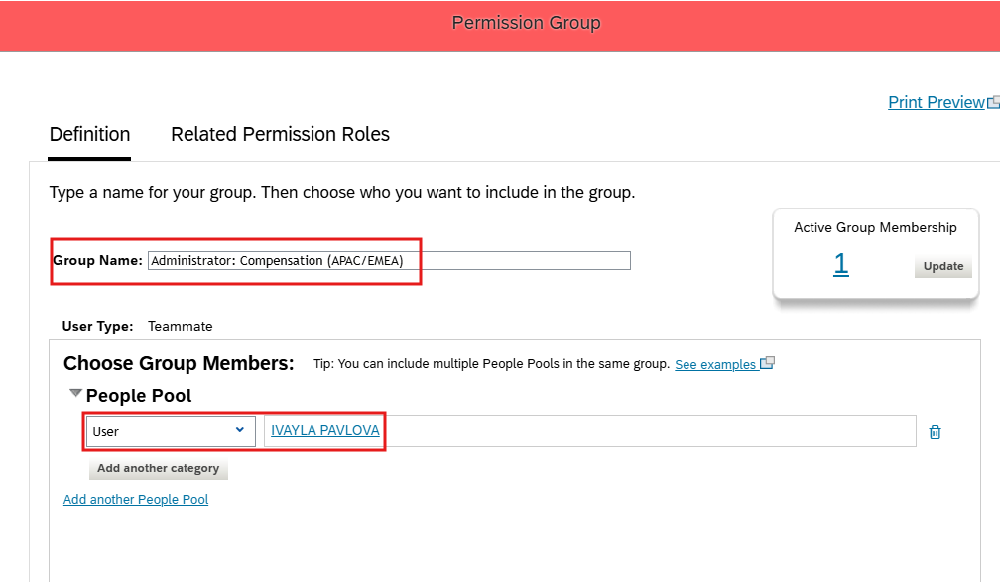 Permission Group
Print Preview
Definition Related Permission Roles
Type a name for your group. Then choose who you want to include in the group.
Active Group Membership
1 Update
Group Name: Administrator: Compensation (APAC/EMEA)
User Type: Teammate
Choose Group Members: Tip: You can include multiple People Pools in the same group. See examples
People Pool
User IVAYLA PAVLOVA
Add another category
Add another People Pool